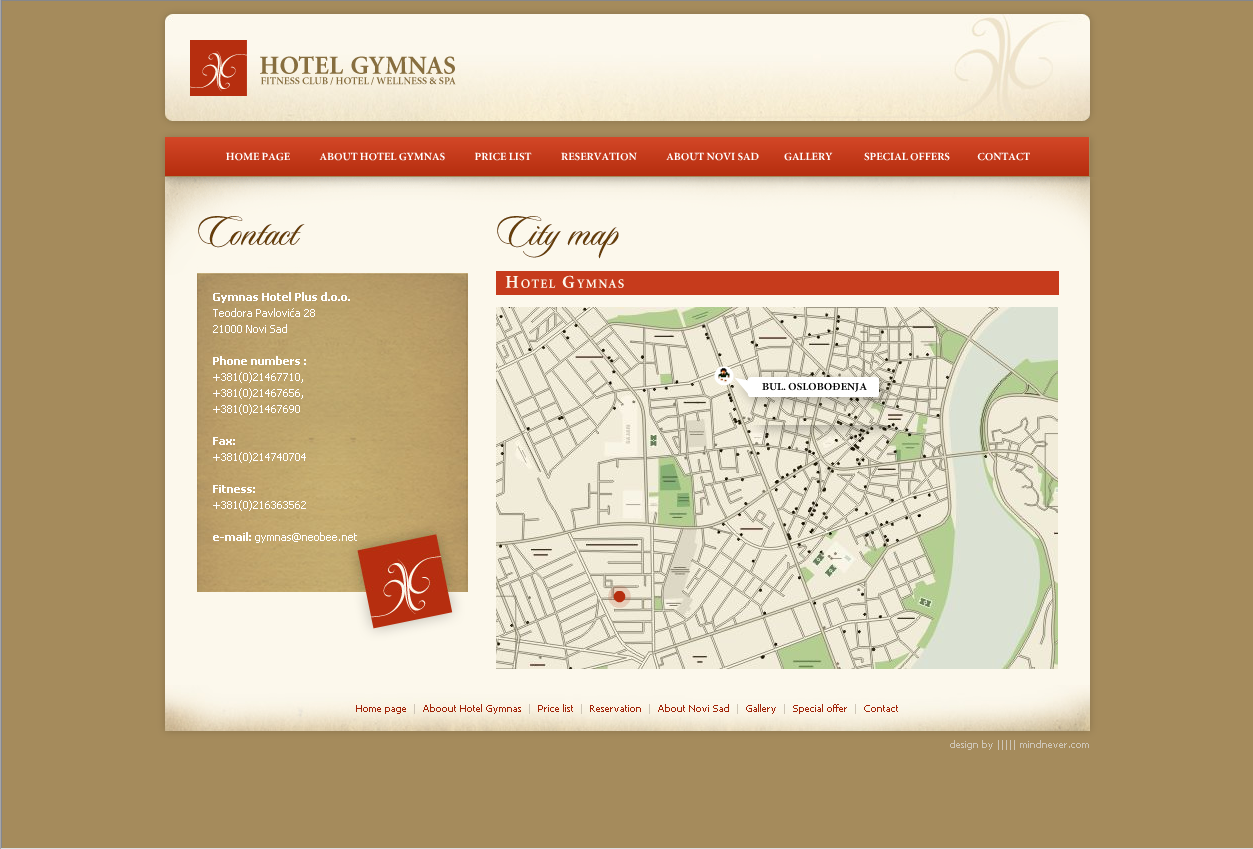 HOTEL GYMNAS
FITNESS CLUB / HOTEL / WELLNESS & SPA
HOME PAGE ABOUT HOTEL GYMNAS PRICE LIST RESERVATION ABOUT NOVI SAD GALLERY SPECIAL OFFERS CONTACT
Contact
Gymnas Hotel Plus d.o.o.
Teodora Pavlovića 28
21000 Novi Sad
Phone numbers :
+381(0)21467710,
+381(0)21467656,
+381(0)21467690
Fax:
+381(0)214740704
Fitness:
+381(0)216363562
e-mail: gymnas@neobee.net
City map
HOTEL GYMNAS
BUL. OSLOBOĐENJA
SAJAM
Home page | Aboout Hotel Gymnas | Price list | Reservation | About Novi Sad | Gallery | Special offer | Contact
design by ||||| mindnever.com